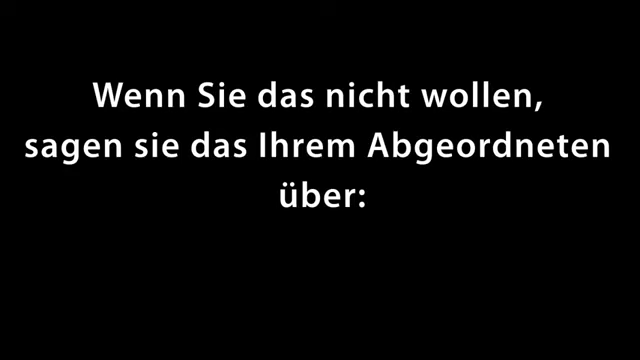 Wenn Sie das nicht wollen,
sagen sie das Ihrem Abgeordneten
über: